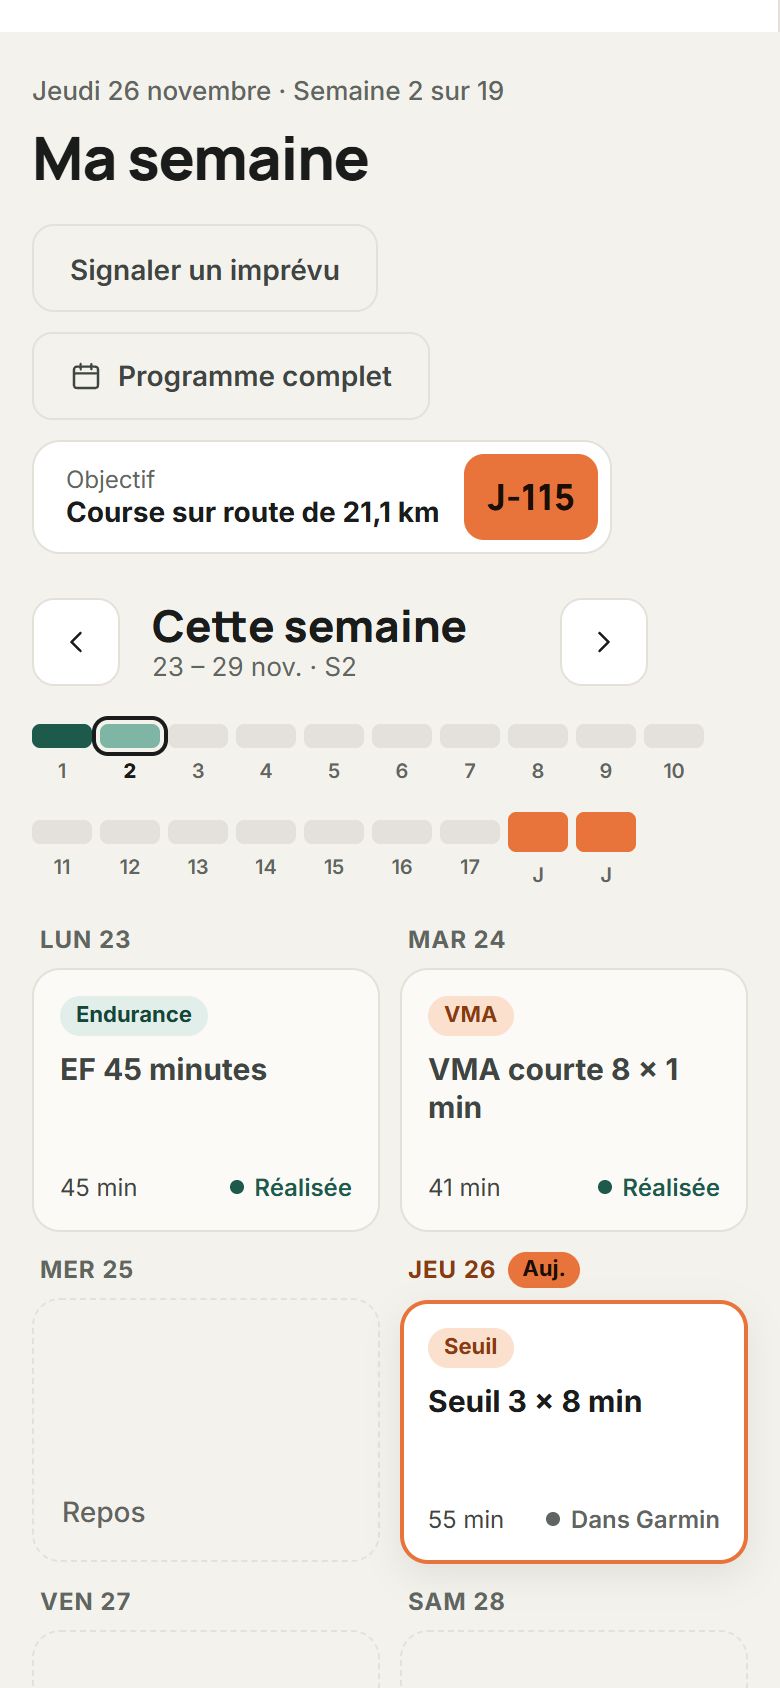 Jeudi 26 novembre · Semaine 2 sur 19
Ma semaine
Signaler un imprévu
Programme complet
Objectif
Course sur route de 21,1 km
J-115
Cette semaine
23 – 29 nov. · S2
1 2 3 4 5 6 7 8 9 10
11 12 13 14 15 16 17 J J
LUN 23
Endurance
EF 45 minutes
45 min
Réalisée
MAR 24
VMA
VMA courte 8 × 1
min
41 min
Réalisée
MER 25
Repos
JEU 26
Auj.
Seuil
Seuil 3 × 8 min
55 min
Dans Garmin
VEN 27
SAM 28